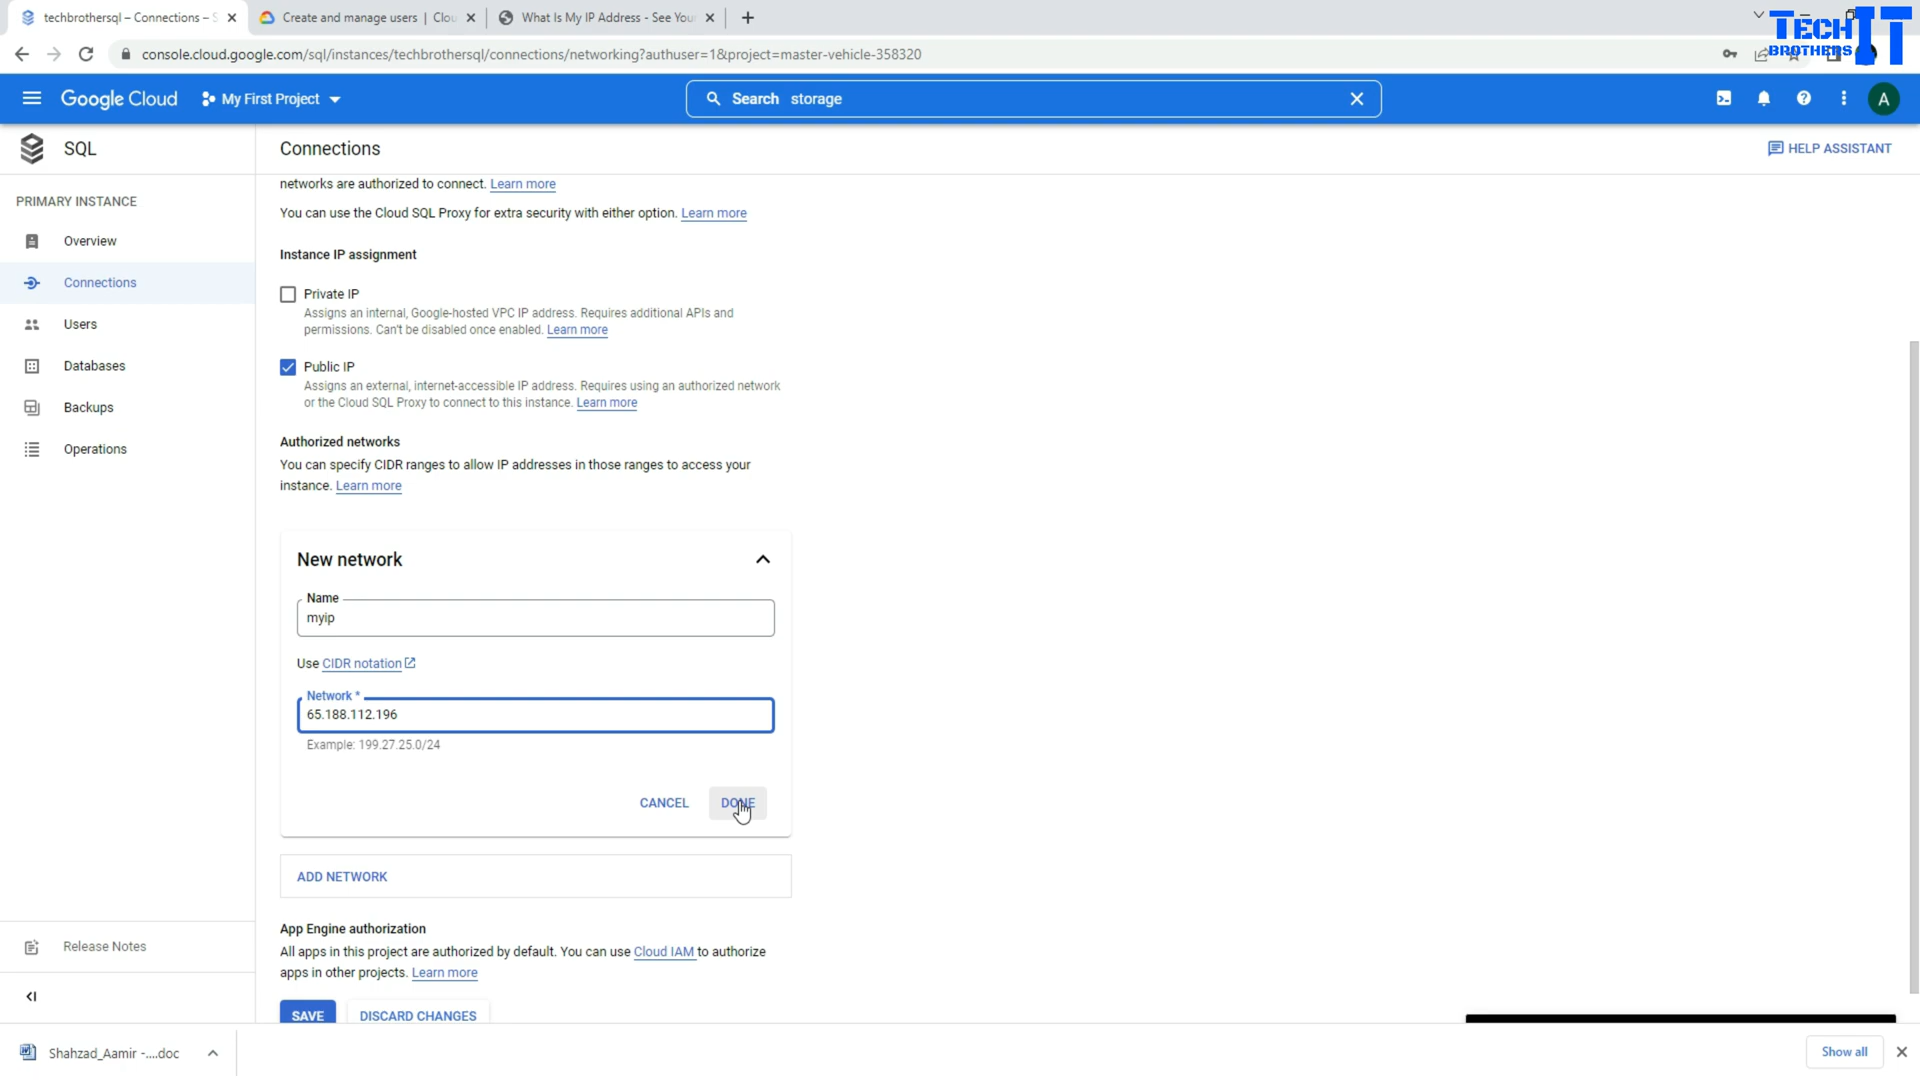 techbrothersql – Connections – S
Create and manage users | Clou
What Is My IP Address - See You
TECH
BROTHERS
IT
console.cloud.google.com/sql/instances/techbrothersql/connections/networking?authuser=1&project=master-vehicle-358320
Google Cloud
My First Project
Search storage
A
SQL
Connections
HELP ASSISTANT
PRIMARY INSTANCE
Overview
Connections
Users
Databases
Backups
Operations
Release Notes
networks are authorized to connect. Learn more
You can use the Cloud SQL Proxy for extra security with either option. Learn more
Instance IP assignment
Private IP
Assigns an internal, Google-hosted VPC IP address. Requires additional APIs and
permissions. Can't be disabled once enabled. Learn more
Public IP
Assigns an external, internet-accessible IP address. Requires using an authorized network
or the Cloud SQL Proxy to connect to this instance. Learn more
Authorized networks
You can specify CIDR ranges to allow IP addresses in those ranges to access your
instance. Learn more
New network
Name
myip
Use CIDR notation
Network *
65.188.112.196
Example: 199.27.25.0/24
CANCEL DONE
ADD NETWORK
App Engine authorization
All apps in this project are authorized by default. You can use Cloud IAM to authorize
apps in other projects. Learn more
SAVE DISCARD CHANGES
Shahzad_Aamir -....doc
Show all